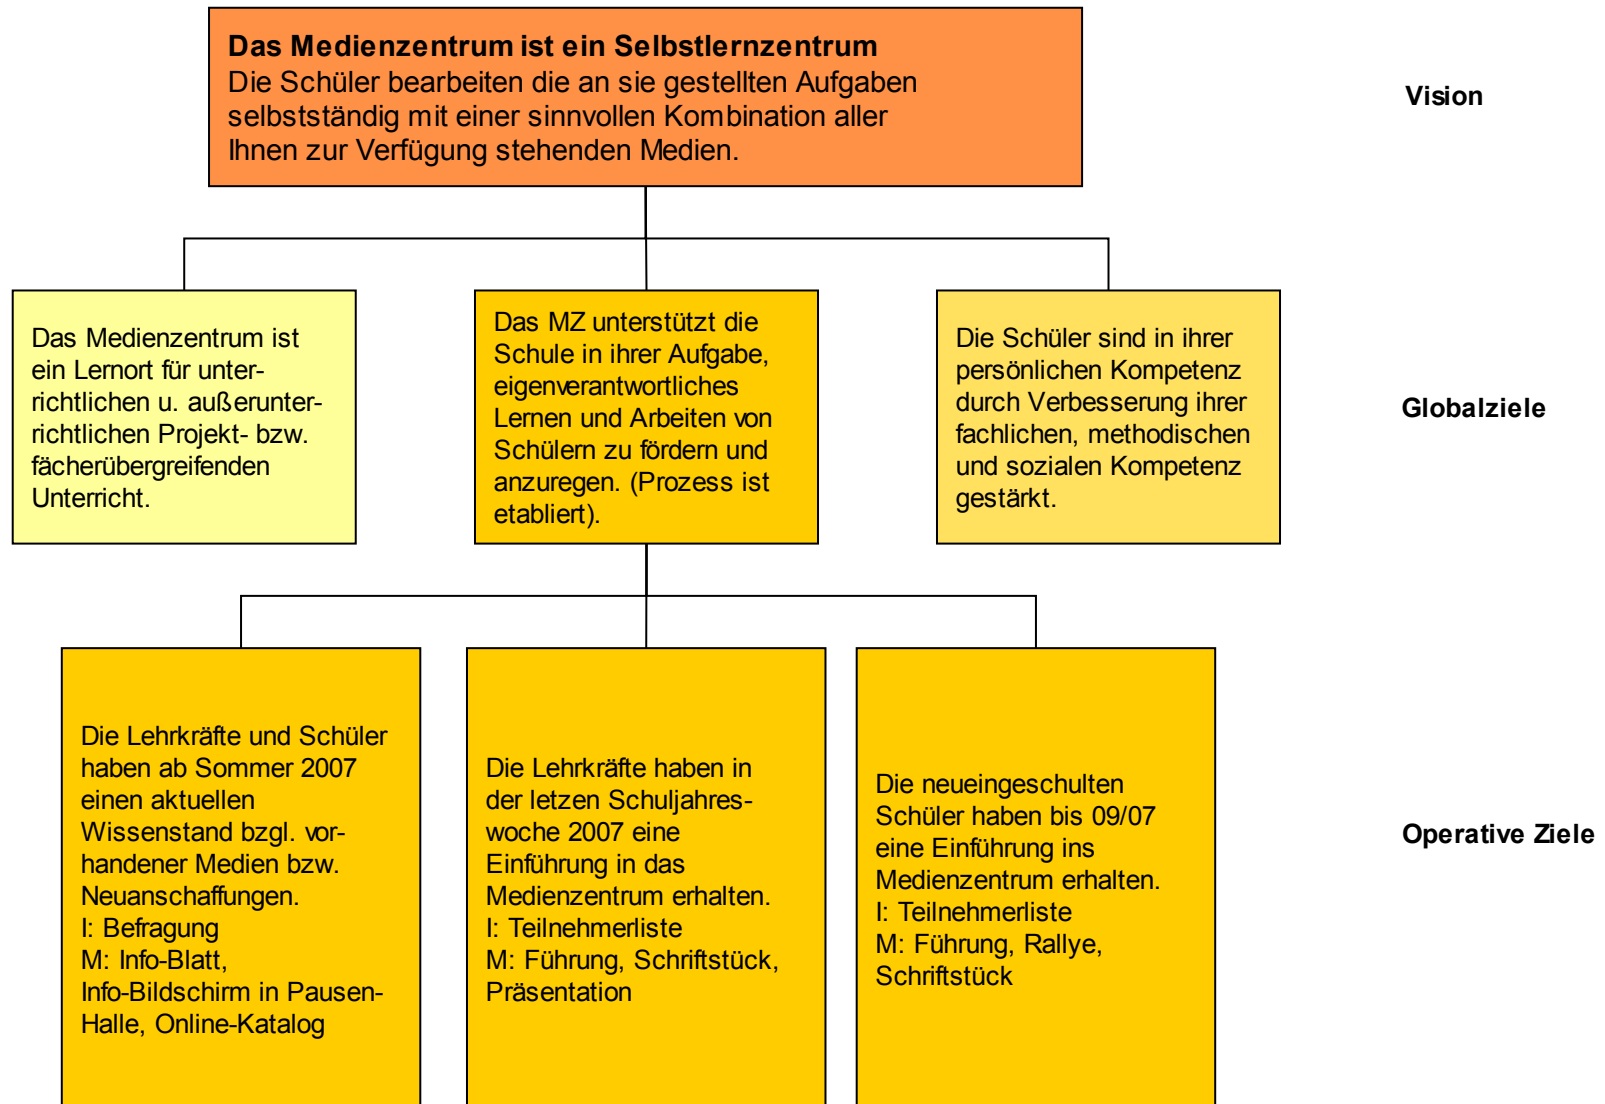 Das Medienzentrum ist ein Selbstlernzentrum
Die Schüler bearbeiten die an sie gestellten Aufgaben
selbstständig mit einer sinnvollen Kombination aller
Ihnen zur Verfügung stehenden Medien.
Vision
Das Medienzentrum ist
ein Lernort für unter-
richtlichen u. außerunter-
richtlichen Projekt- bzw.
fächerübergreifenden
Unterricht.
Das MZ unterstützt die
Schule in ihrer Aufgabe,
eigenverantwortliches
Lernen und Arbeiten von
Schülern zu fördern und
anzuregen. (Prozess ist
etabliert).
Die Schüler sind in ihrer
persönlichen Kompetenz
durch Verbesserung ihrer
fachlichen, methodischen
und sozialen Kompetenz
gestärkt.
Globalziele
Die Lehrkräfte und Schüler
haben ab Sommer 2007
einen aktuellen
Wissenstand bzgl. vor-
handener Medien bzw.
Neuanschaffungen.
I: Befragung
M: Info-Blatt,
Info-Bildschirm in Pausen-
Halle, Online-Katalog
Die Lehrkräfte haben in
der letzen Schuljahres-
woche 2007 eine
Einführung in das
Medienzentrum erhalten.
I: Teilnehmerliste
M: Führung, Schriftstück,
Präsentation
Die neueingeschulten
Schüler haben bis 09/07
eine Einführung ins
Medienzentrum erhalten.
I: Teilnehmerliste
M: Führung, Rallye,
Schriftstück
Operative Ziele